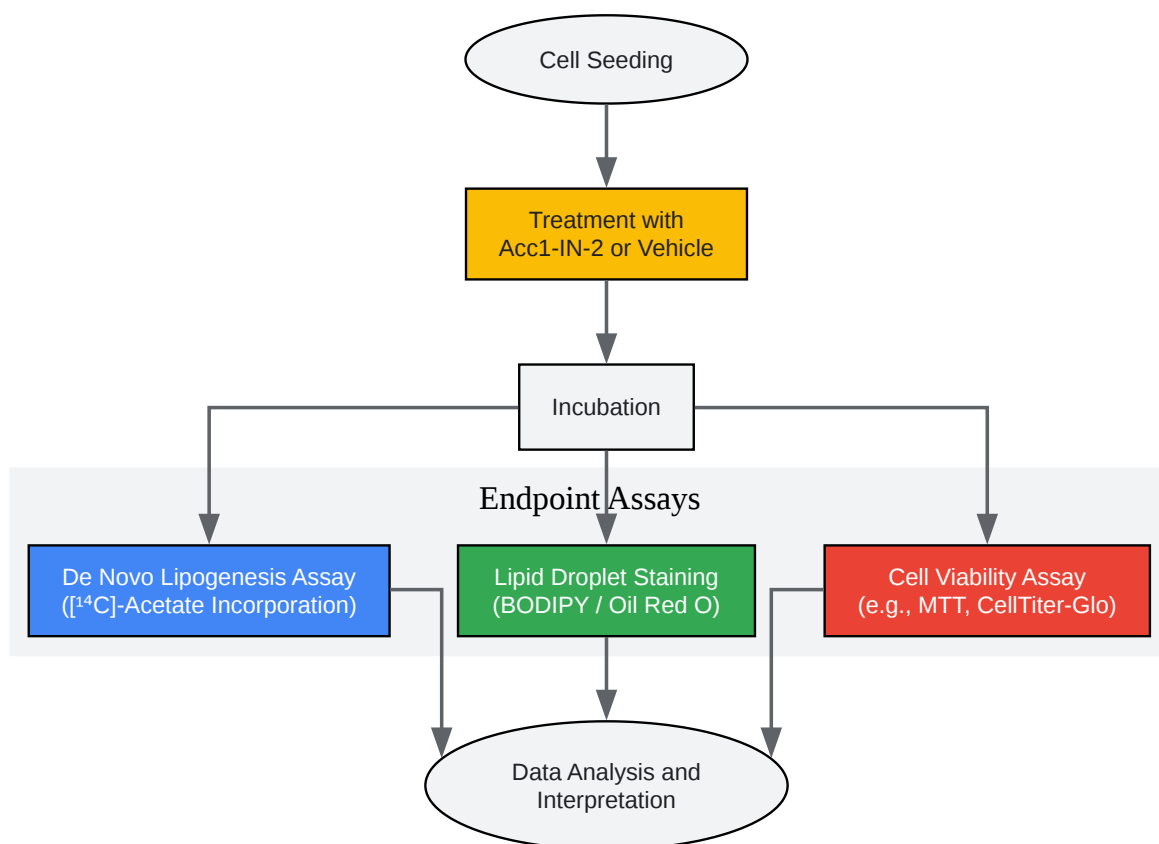 Cell Seeding
Treatment with
Acc1-IN-2 or Vehicle
Incubation
Endpoint Assays
De Novo Lipogenesis Assay
([¹⁴C]-Acetate Incorporation)
Lipid Droplet Staining
(BODIPY / Oil Red O)
Cell Viability Assay
(e.g., MTT, CellTiter-Glo)
Data Analysis and
Interpretation